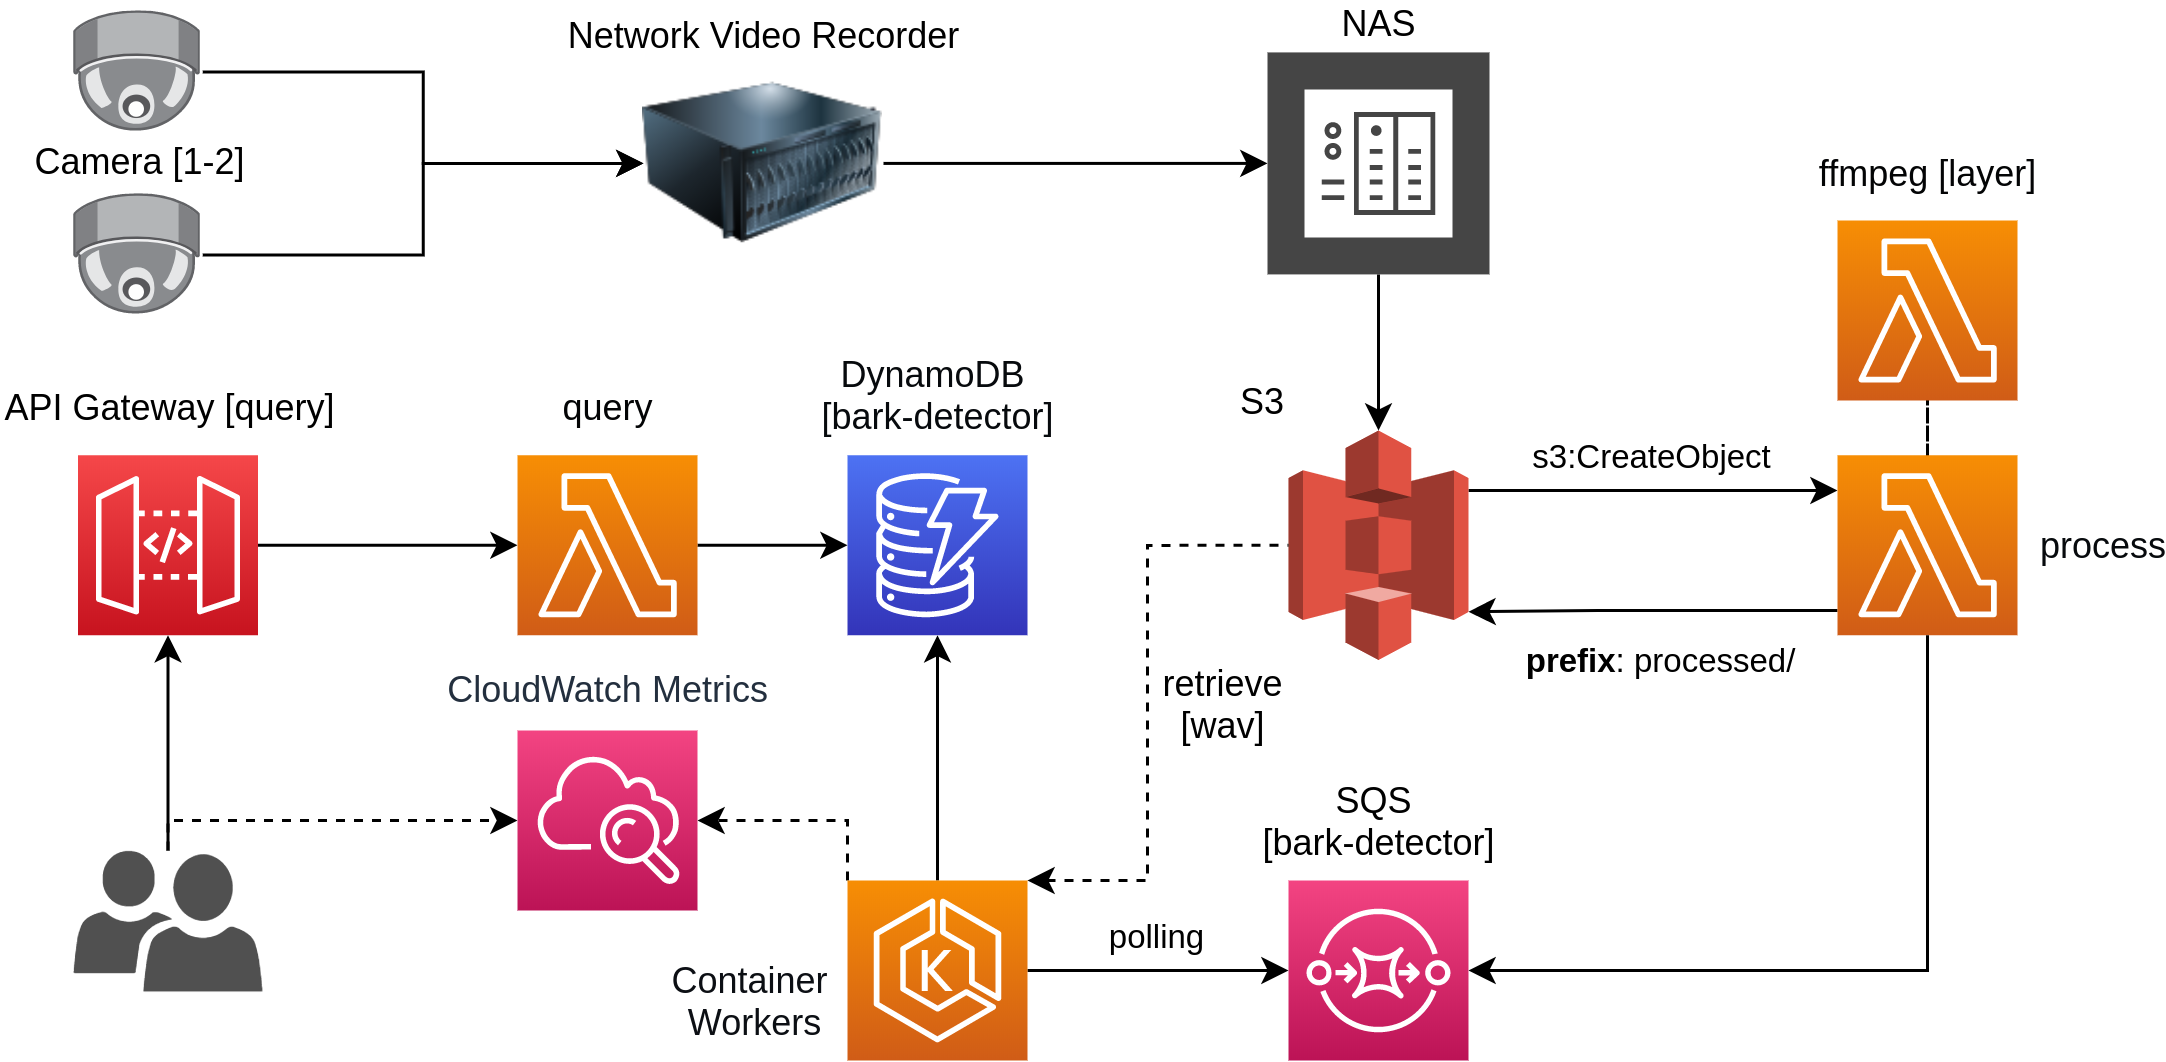 NAS
Network Video Recorder
Camera [1-2]
ffmpeg [layer]
DynamoDB
[bark-detector]
S3
API Gateway [query]
query
s3:CreateObject
process
prefix: processed/
retrieve
[wav]
CloudWatch Metrics
SQS
[bark-detector]
polling
Container
Workers
K